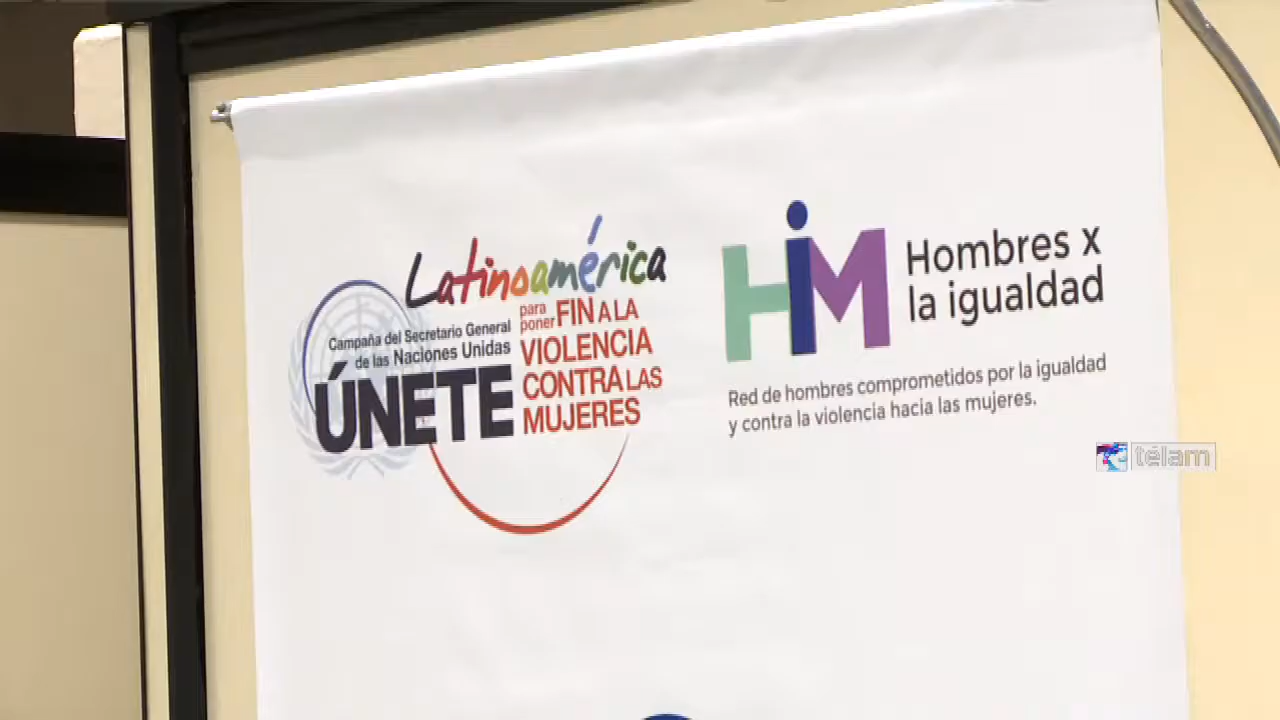 Latinoamérica
Campaña del Secretario General
de las Naciones Unidas
ÚNETE
para
poner FIN A LA
VIOLENCIA
CONTRA LAS
MUJERES
HiM
Hombres x
la igualdad
Red de hombres comprometidos por la igualdad
y contra la violencia hacia las mujeres.
télam